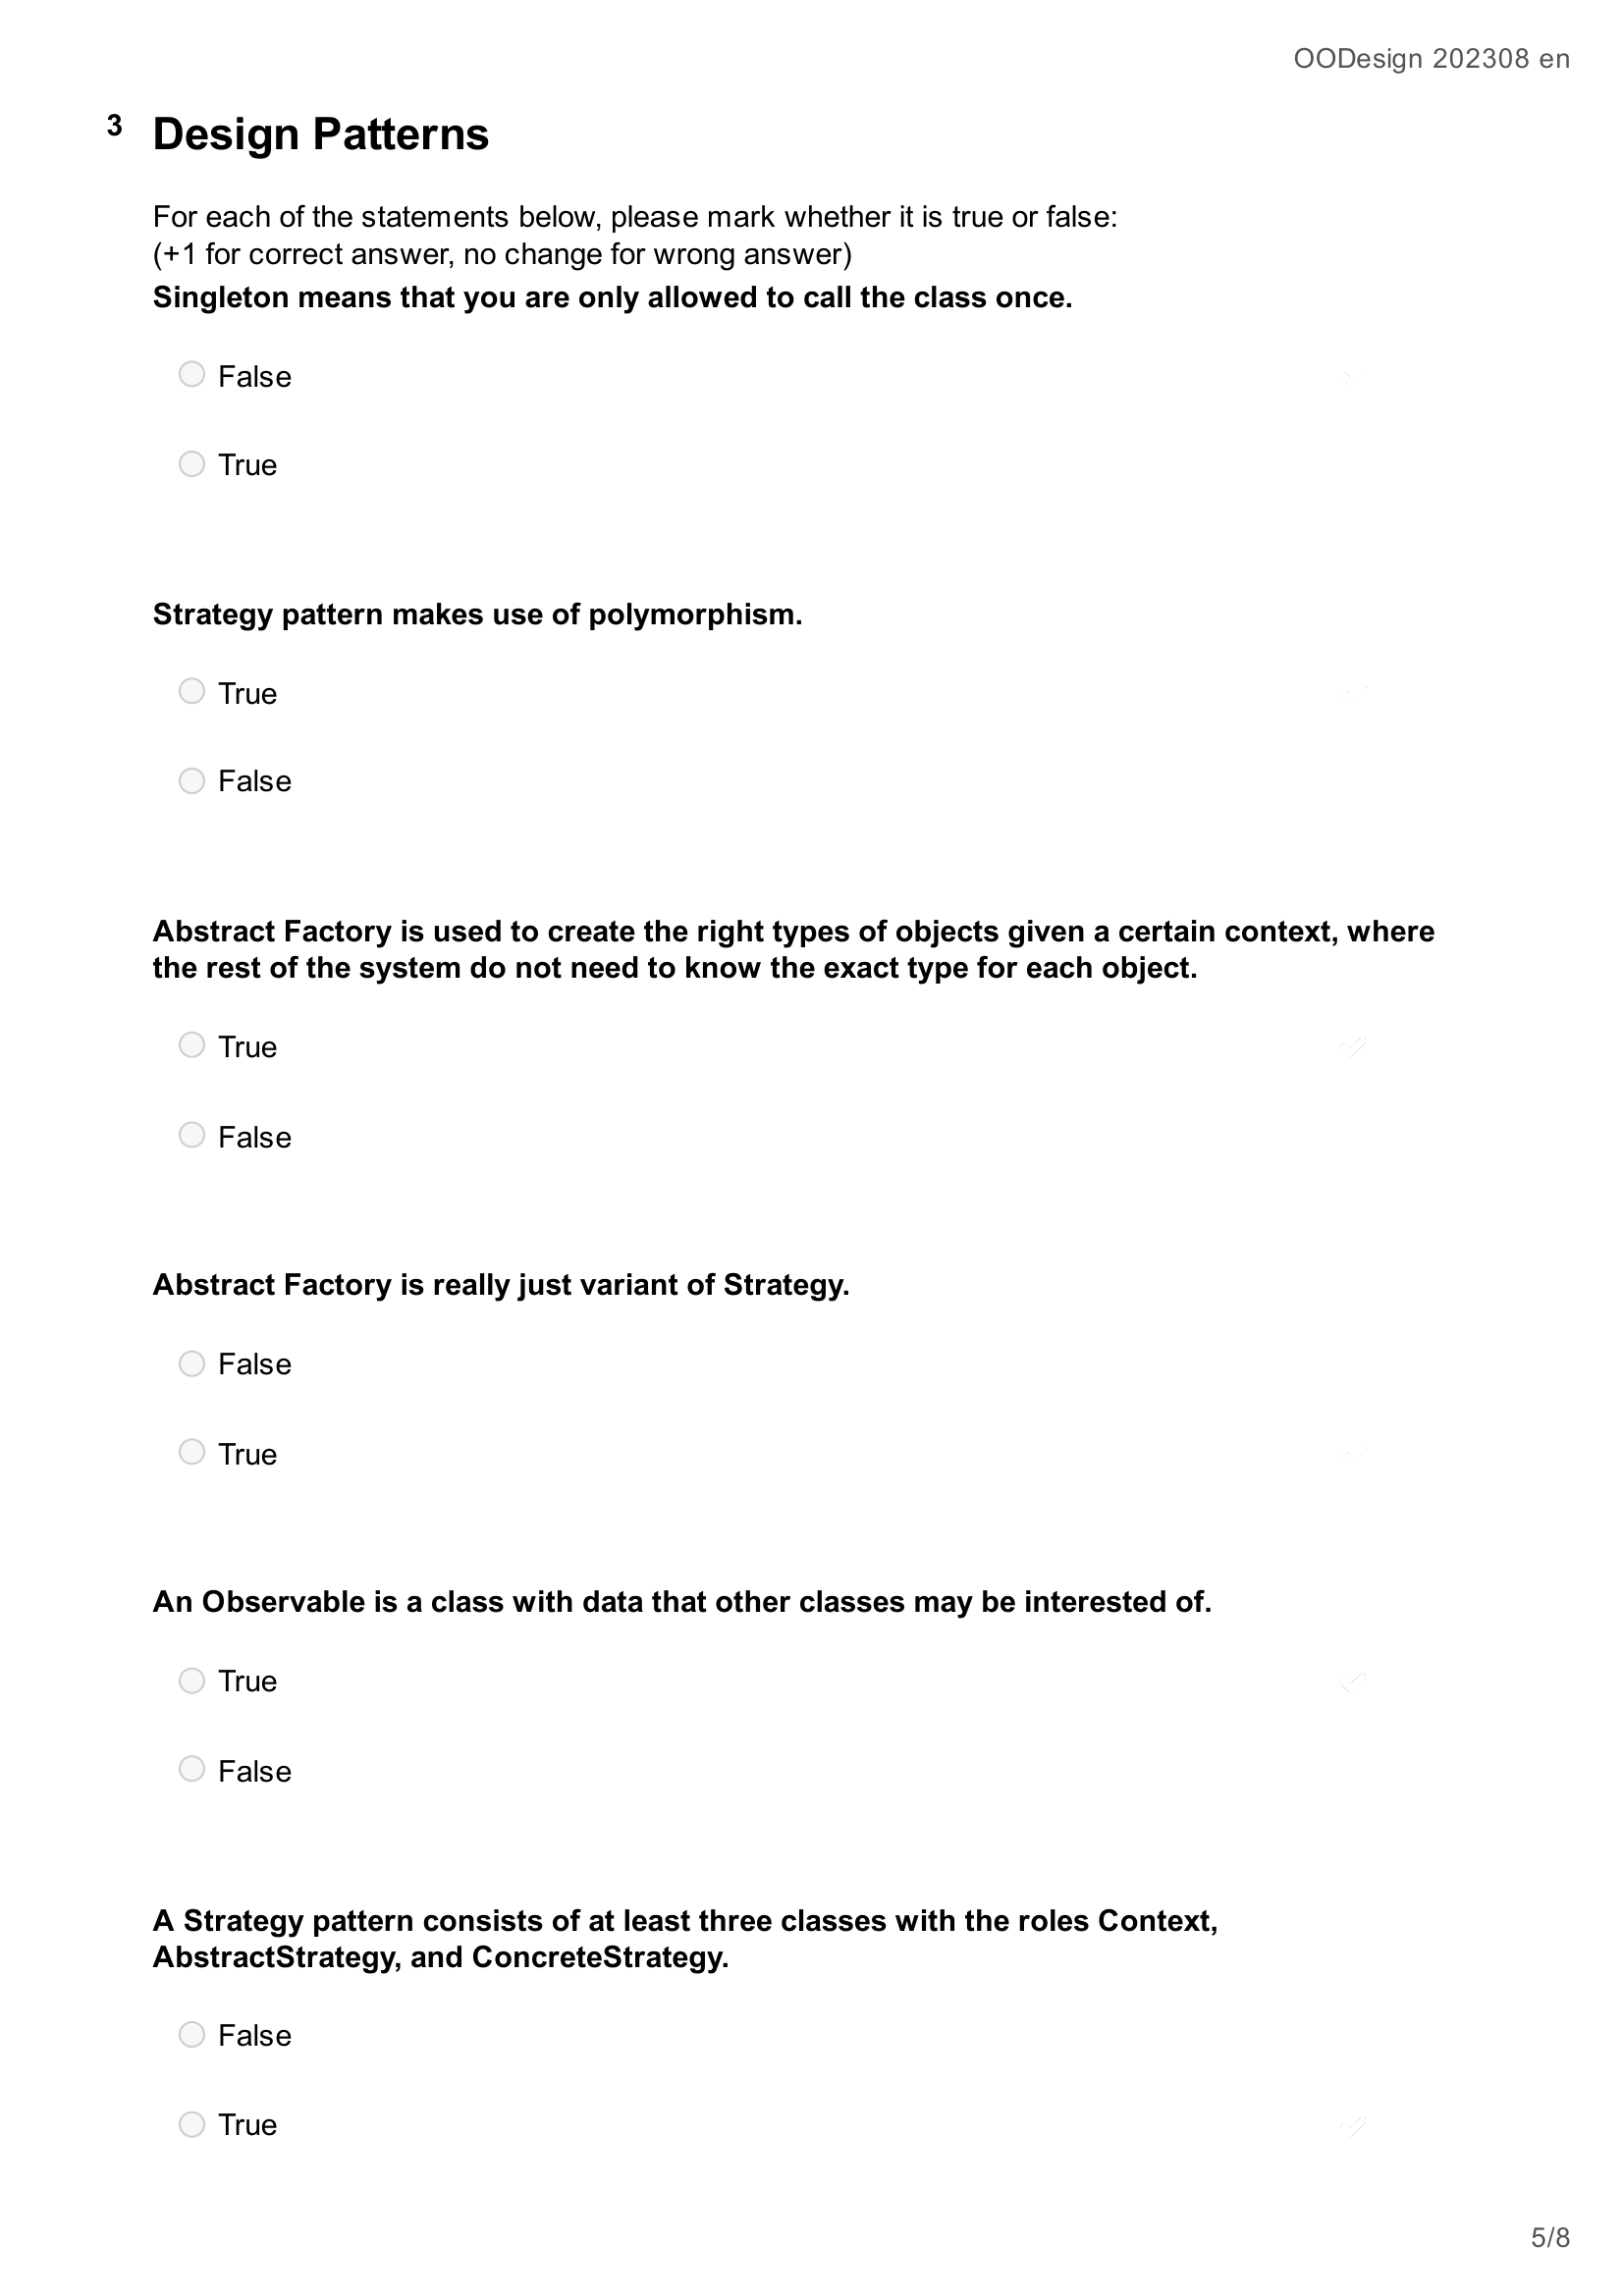 OODesign 202308 en
3 Design Patterns
For each of the statements below, please mark whether it is true or false:
(+1 for correct answer, no change for wrong answer)
Singleton means that you are only allowed to call the class once.
False
True
Strategy pattern makes use of polymorphism.
True
False
Abstract Factory is used to create the right types of objects given a certain context, where
the rest of the system do not need to know the exact type for each object.
True
False
Abstract Factory is really just variant of Strategy.
False
True
An Observable is a class with data that other classes may be interested of.
True
False
A Strategy pattern consists of at least three classes with the roles Context,
AbstractStrategy, and ConcreteStrategy.
False
True
5/8